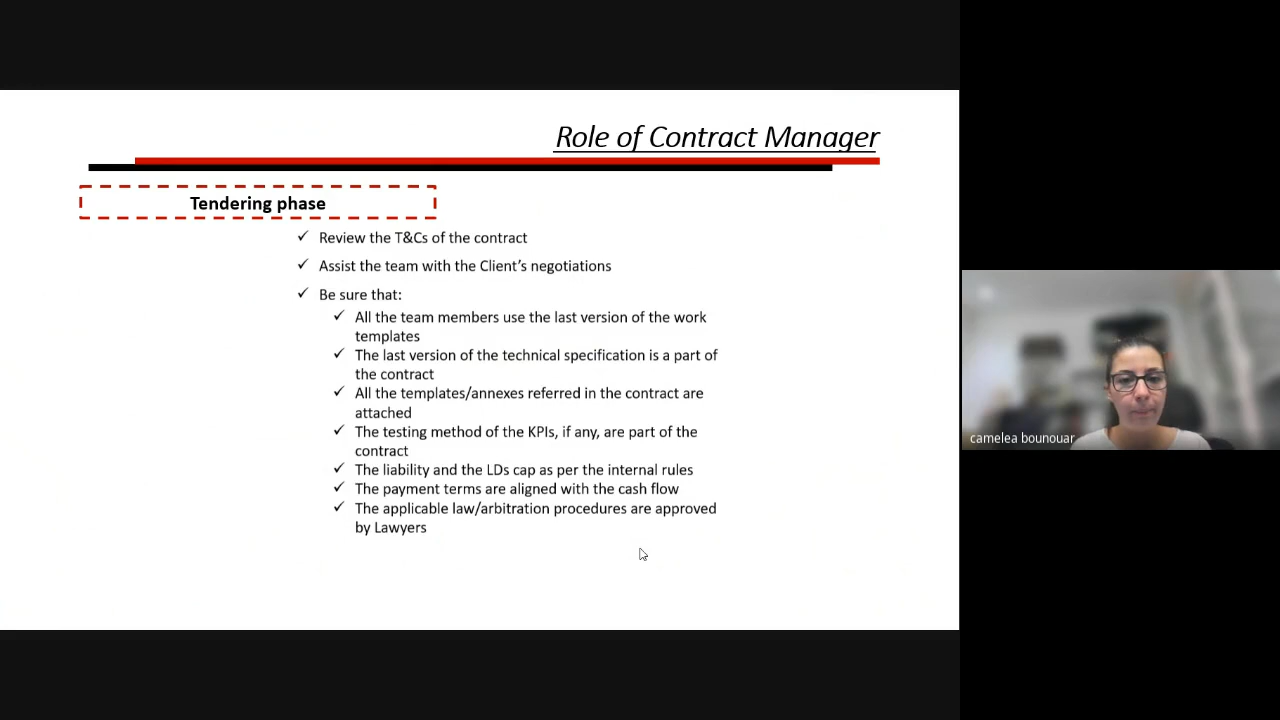 Role of Contract Manager
Tendering phase
✓ Review the T&Cs of the contract
✓ Assist the team with the Client's negotiations
✓ Be sure that:
✓ All the team members use the last version of the work
templates
✓ The last version of the technical specification is a part of
the contract
✓ All the templates/annexes referred in the contract are
attached
✓ The testing method of the KPIs, if any, are part of the
contract
✓ The liability and the LDs cap as per the internal rules
✓ The payment terms are aligned with the cash flow
✓ The applicable law/arbitration procedures are approved
by Lawyers
camelea bounouar